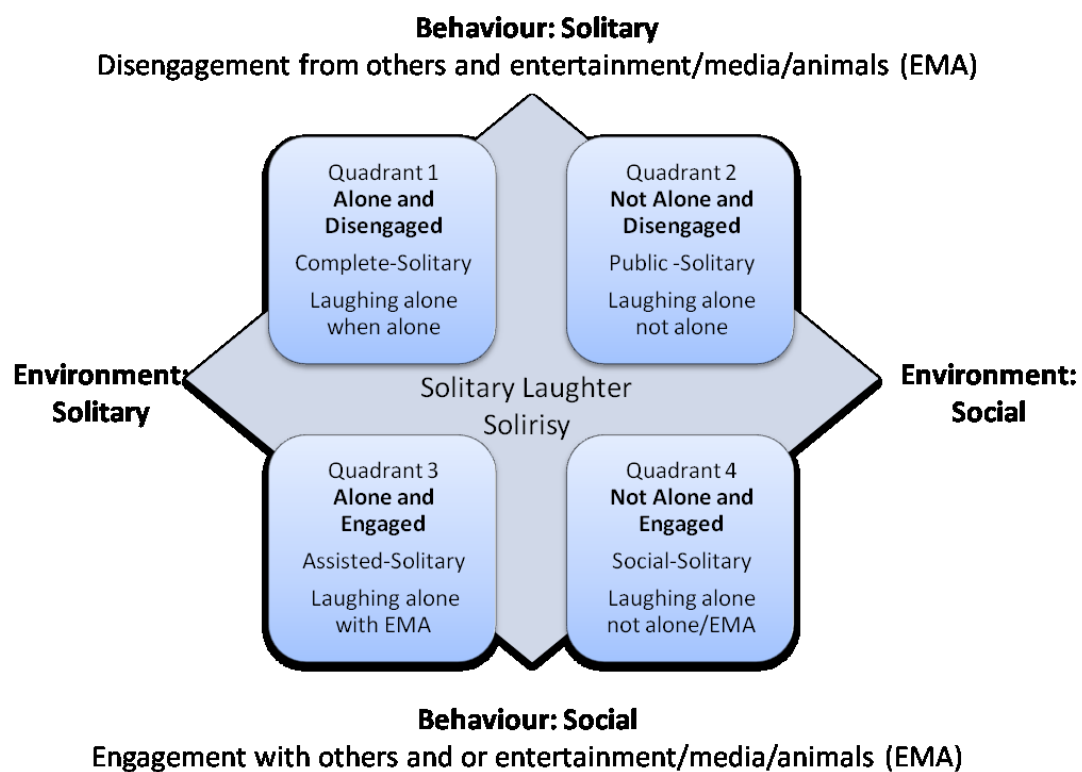 Behaviour: Solitary
Disengagement from others and entertainment/media/animals (EMA)
Quadrant 1
Alone and
Disengaged
Complete-Solitary
Laughing alone
when alone
Quadrant 2
Not Alone and
Disengaged
Public -Solitary
Laughing alone
not alone
Environment:
Solitary
Solitary Laughter
Solirisy
Environment:
Social
Quadrant 3
Alone and
Engaged
Assisted-Solitary
Laughing alone
with EMA
Quadrant 4
Not Alone and
Engaged
Social-Solitary
Laughing alone
not alone/EMA
Behaviour: Social
Engagement with others and or entertainment/media/animals (EMA)